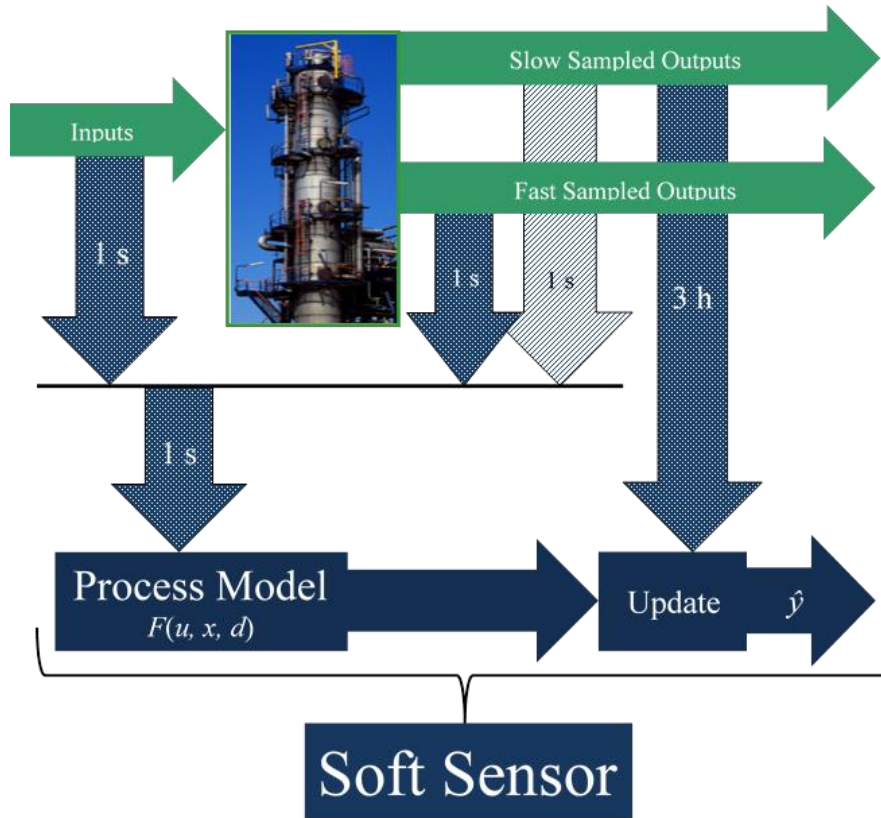 Slow Sampled Outputs
Inputs
Fast Sampled Outputs
1 s
1 s
1 s
3 h
1 s
Process Model
F(u, x, d)
Update
ŷ
Soft Sensor